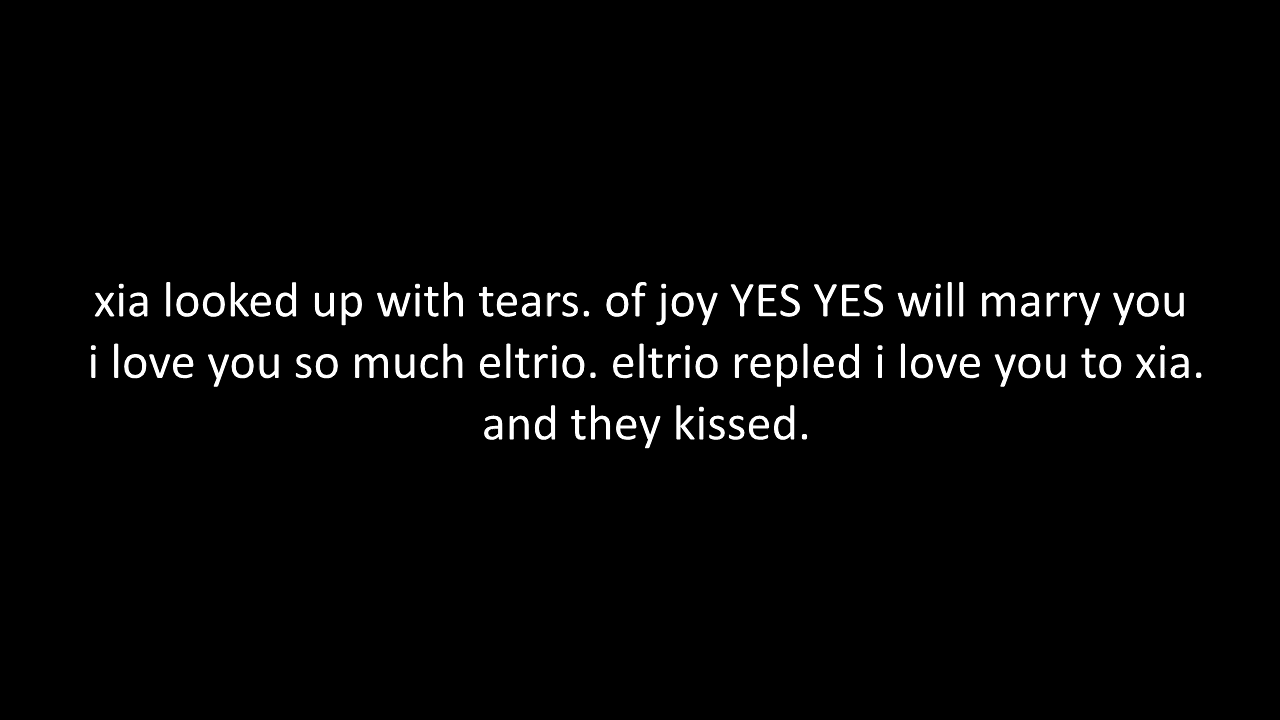 xia looked up with tears. of joy YES YES will marry you
i love you so much eltrio. eltrio repled i love you to xia.
and they kissed.